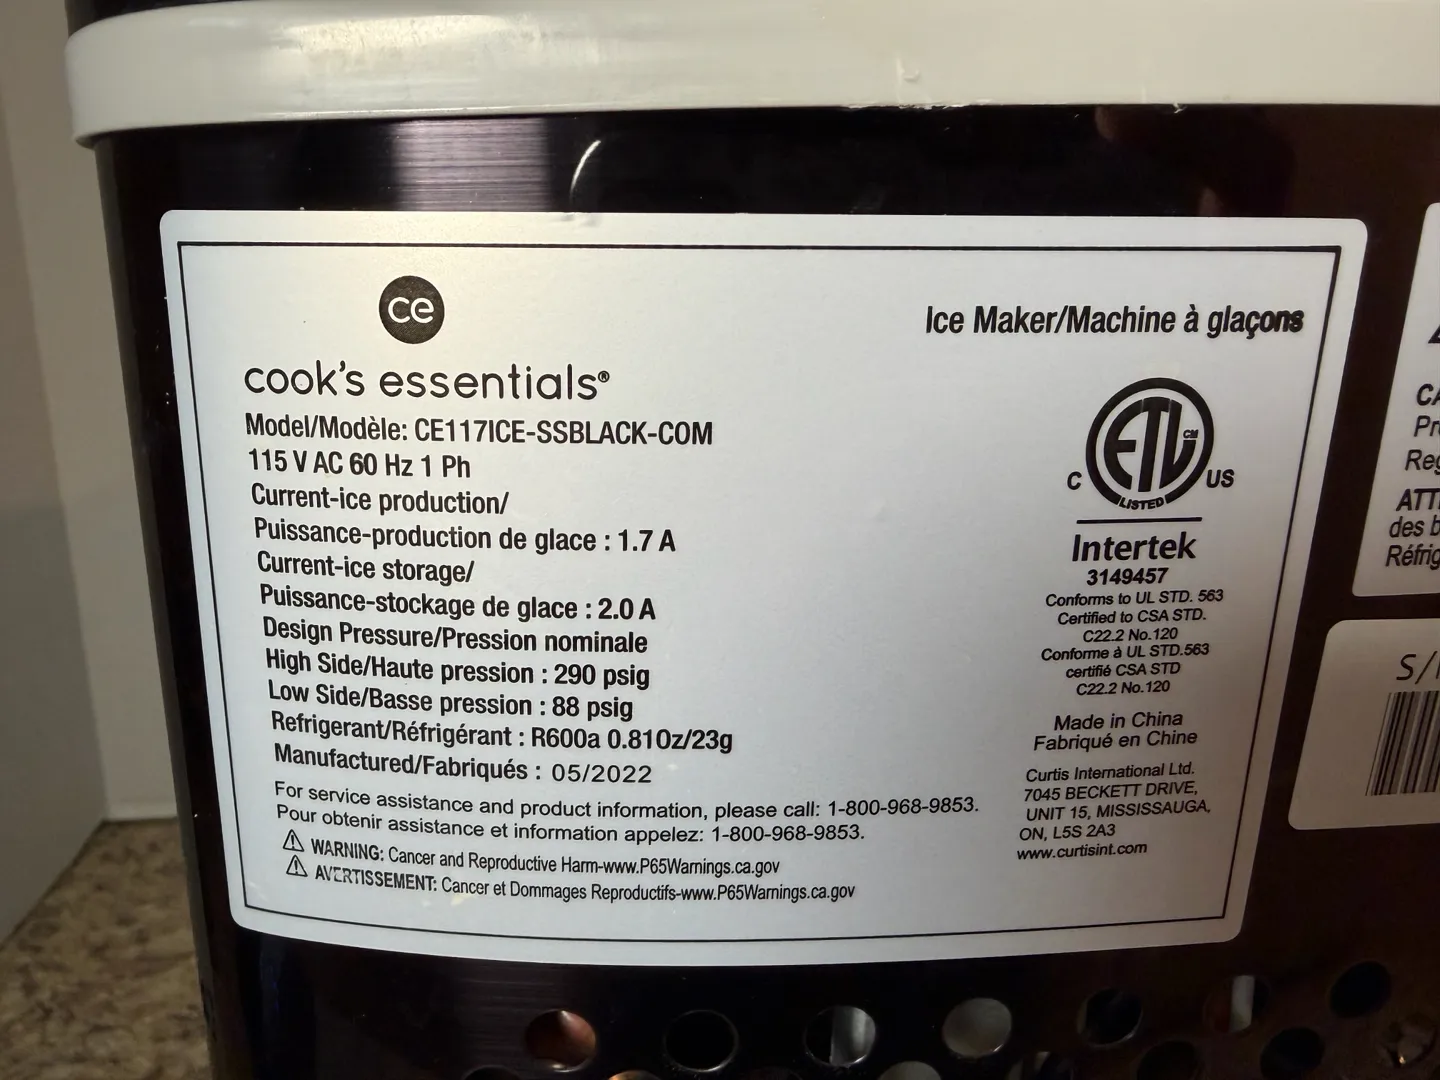 ce
cook's essentials®
Model/Modèle: CE117ICE-SSBLACK-COM
115 V AC 60 Hz 1 Ph
Current-ice production/
Puissance-production de glace : 1.7 A
Current-ice storage/
Puissance-stockage de glace : 2.0 A
Design Pressure/Pression nominale
High Side/Haute pression : 290 psig
Low Side/Basse pression : 88 psig
Refrigerant/Réfrigérant : R600a 0.81Oz/23g
Manufactured/Fabriqués : 05/2022
For service assistance and product information, please call: 1-800-968-9853.
Pour obtenir assistance et information appelez: 1-800-968-9853.
⚠ WARNING: Cancer and Reproductive Harm-www.P65Warnings.ca.gov
⚠ AVERTISSEMENT: Cancer et Dommages Reproductifs-www.P65Warnings.ca.gov
Ice Maker/Machine à glaçons
ETL CM
C US
LISTED
Intertek
3149457
Conforms to UL STD. 563
Certified to CSA STD.
C22.2 No.120
Conforme à UL STD.563
certifié CSA STD
C22.2 No.120
Made in China
Fabriqué en Chine
Curtis International Ltd.
7045 BECKETT DRIVE,
UNIT 15, MISSISSAUGA,
ON, L5S 2A3
www.curtisint.com
des